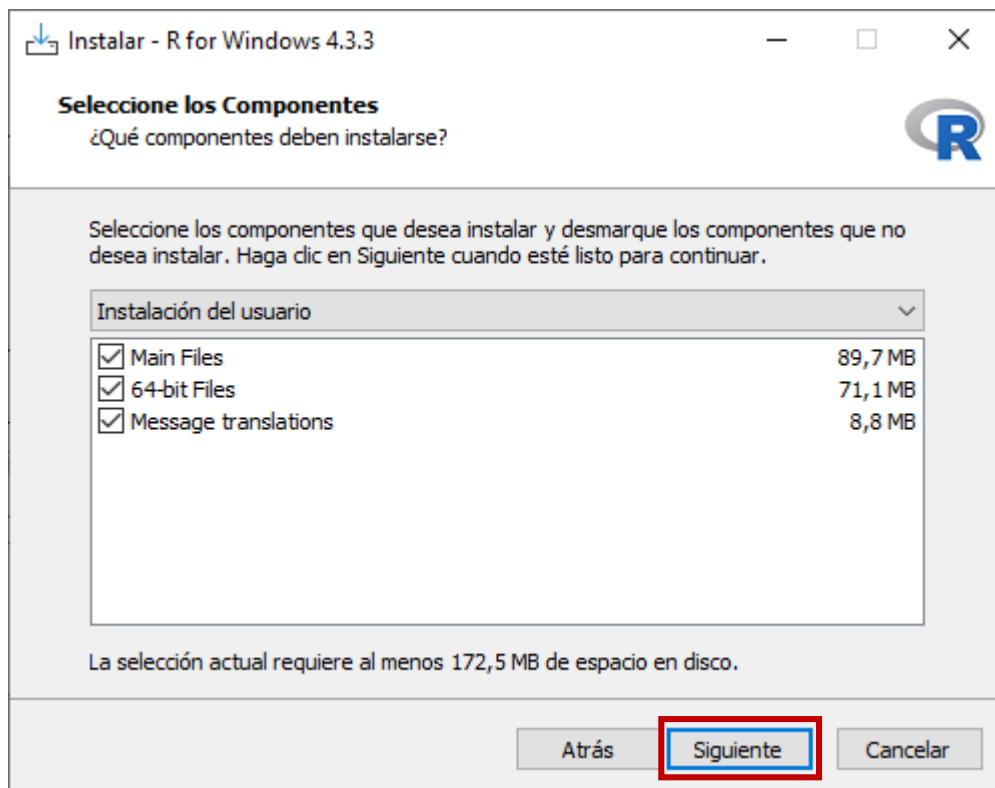 Instalar - R for Windows 4.3.3
Seleccione los Componentes
¿Qué componentes deben instalarse?
R
Seleccione los componentes que desea instalar y desmarque los componentes que no
desea instalar. Haga clic en Siguiente cuando esté listo para continuar.
Instalación del usuario
Main Files 89,7 MB
64-bit Files 71,1 MB
Message translations 8,8 MB
La selección actual requiere al menos 172,5 MB de espacio en disco.
Atrás Siguiente Cancelar